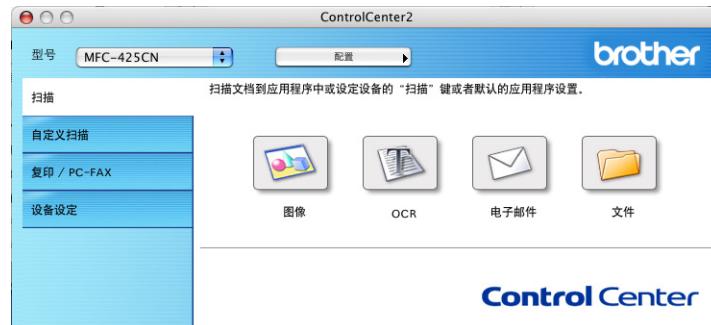 ControlCenter2
型号 MFC-425CN 配置 brother
扫描
扫描文档到应用程序中或设定设备的“扫描”键或者默认的应用程序设置.
自定义扫描
复印 / PC-FAX
设备设定
图像 OCR 电子邮件 文件
Control Center